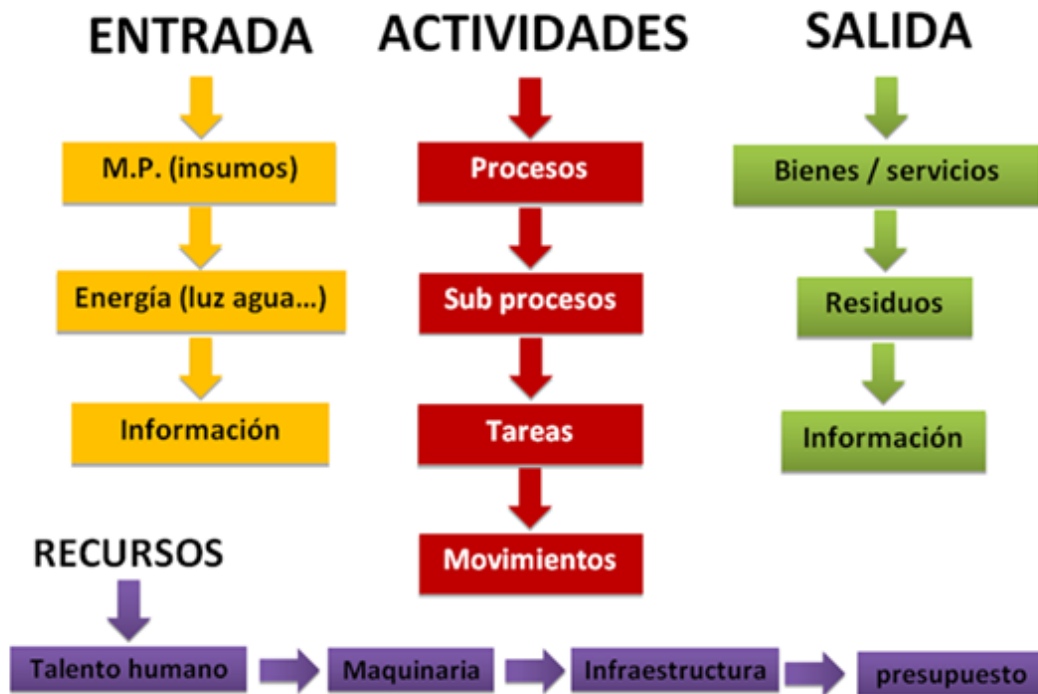 ENTRADA
ACTIVIDADES
SALIDA
M.P. (insumos)
Procesos
Bienes / servicios
Energía (luz agua...)
Sub procesos
Residuos
Información
Tareas
Información
Movimientos
RECURSOS
Talento humano
Maquinaria
Infraestructura
presupuesto